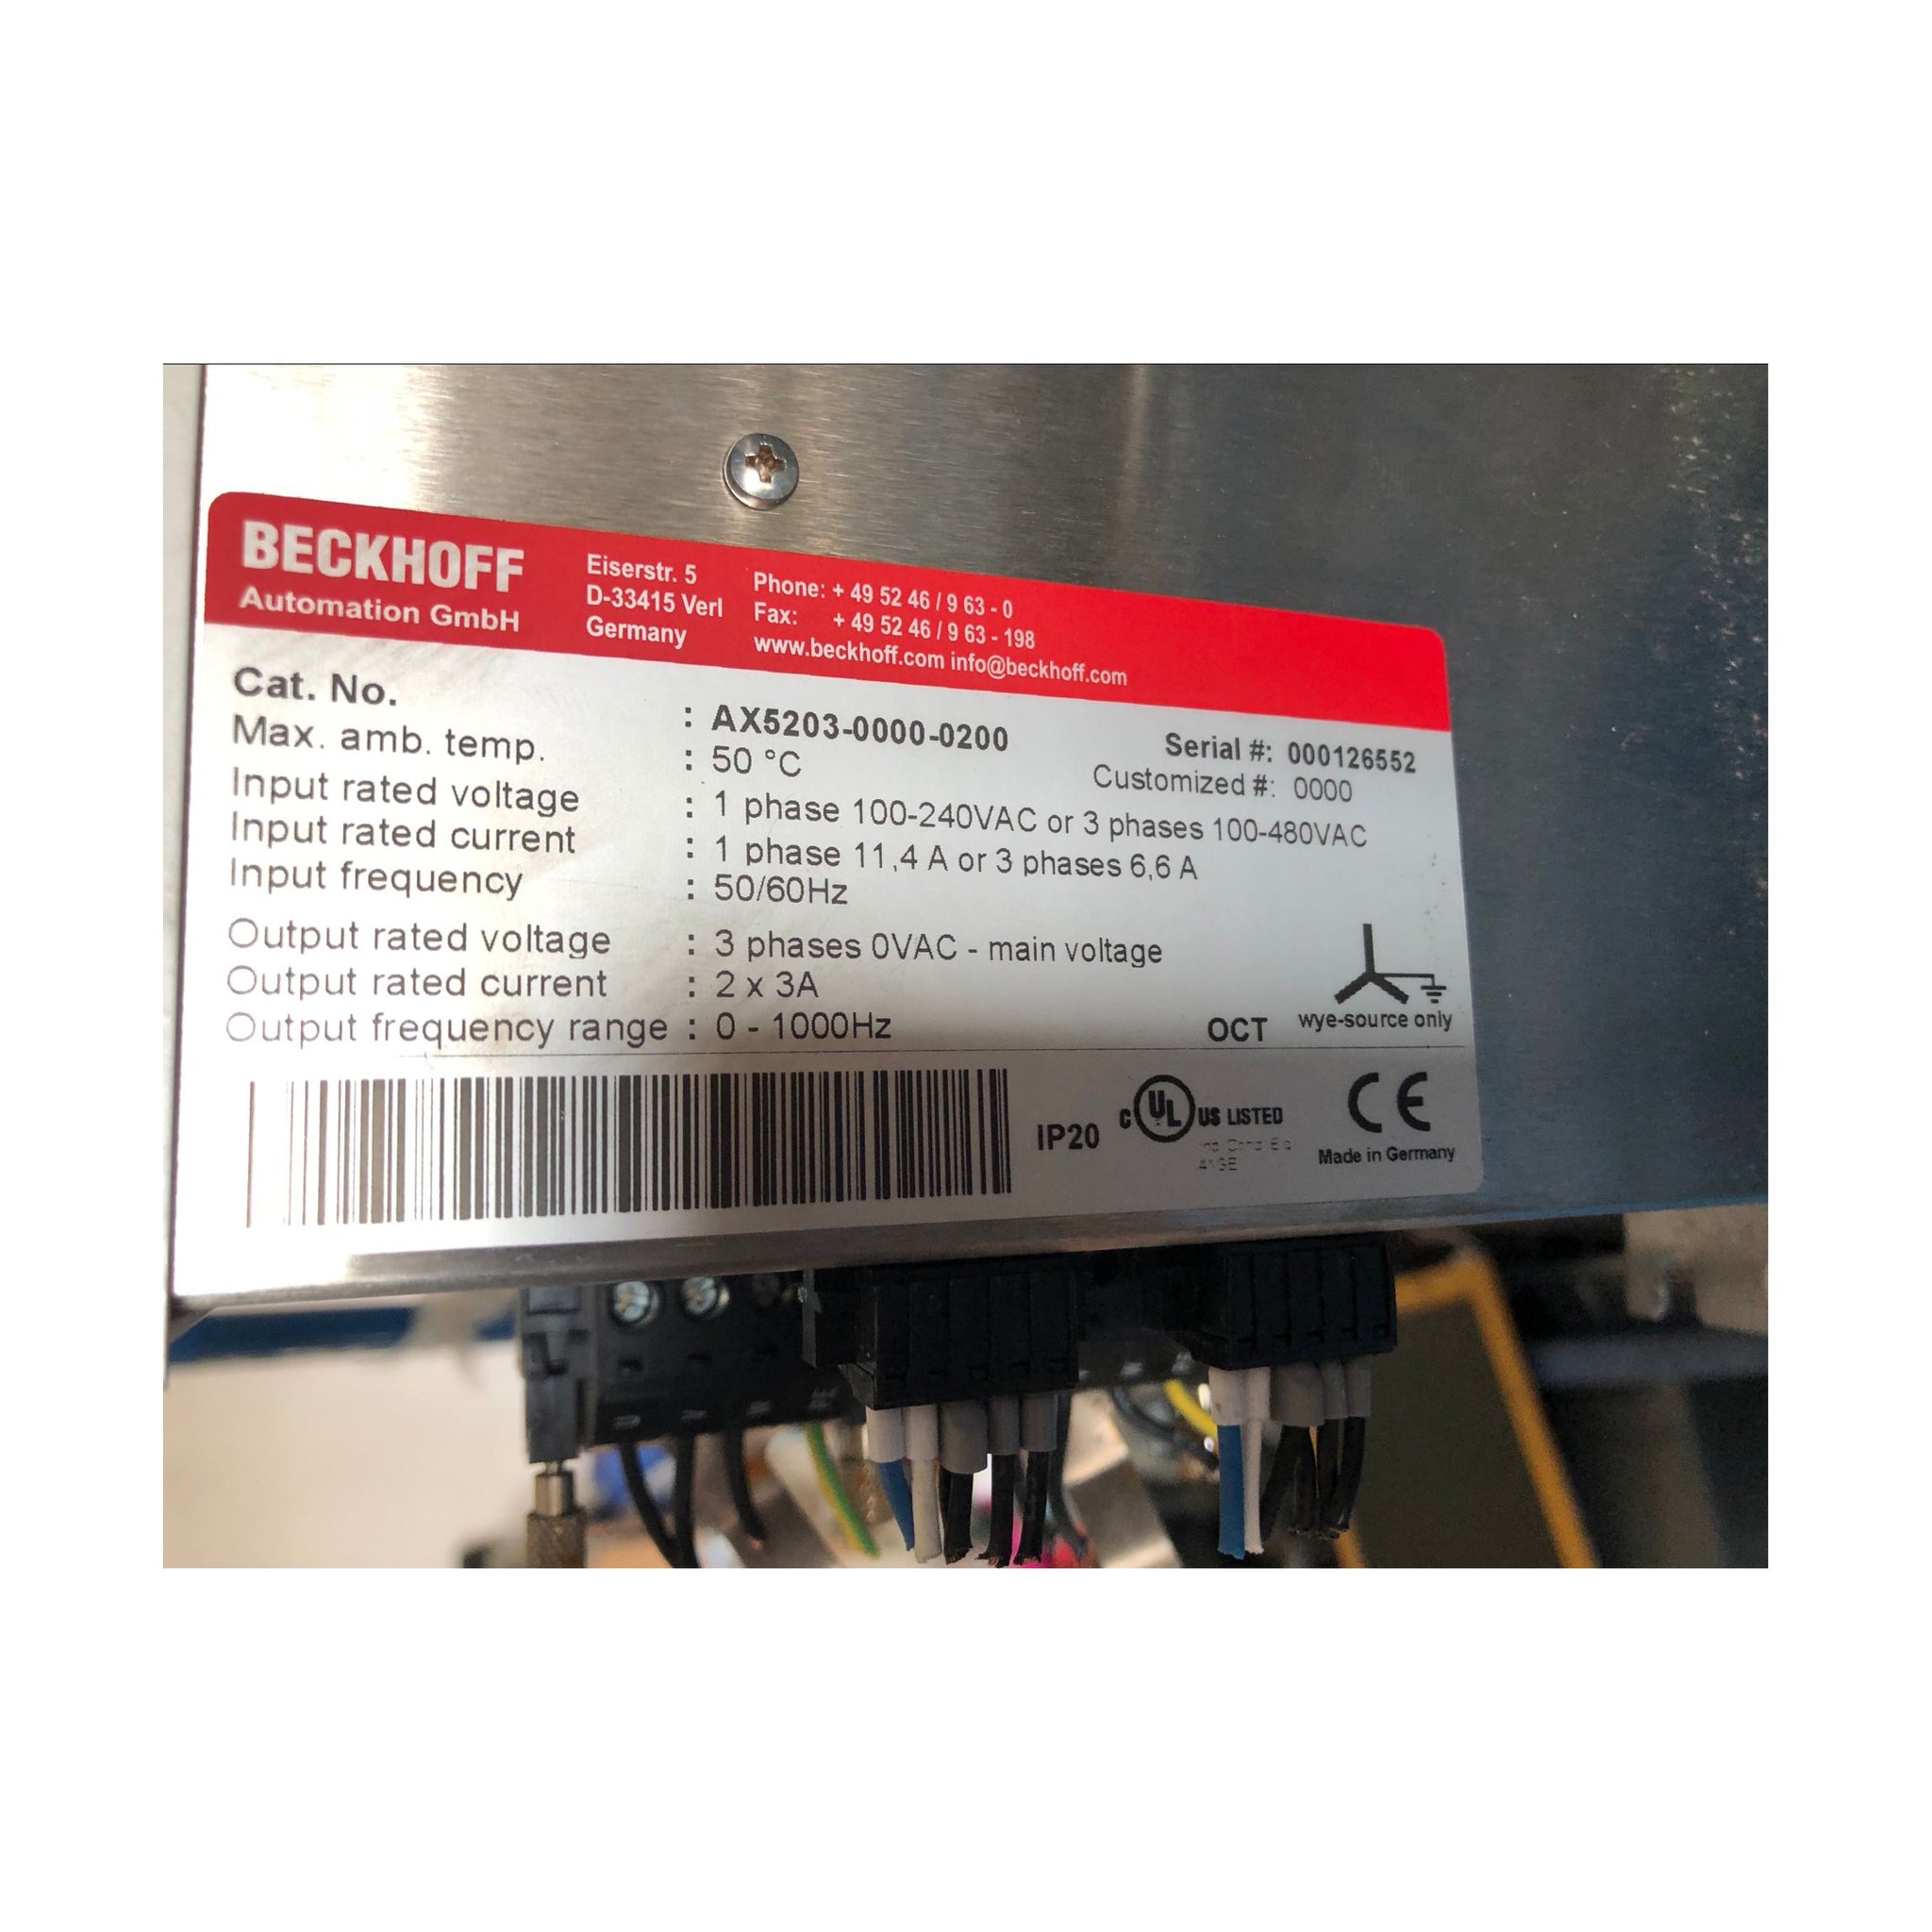 BECKHOFF
Automation GmbH
Eiserstr. 5
D-33415 Verl
Germany
Phone: + 49 52 46 / 9 63 - 0
Fax: + 49 52 46 / 9 63 - 198
www.beckhoff.com info@beckhoff.com
Cat. No. : AX5203-0000-0200 Serial #: 000126552
Max. amb. temp. : 50 °C Customized #: 0000
Input rated voltage : 1 phase 100-240VAC or 3 phases 100-480VAC
Input rated current : 1 phase 11,4 A or 3 phases 6,6 A
Input frequency : 50/60Hz
Output rated voltage : 3 phases 0VAC - main voltage
Output rated current : 2 x 3A
Output frequency range : 0 - 1000Hz
OCT wye-source only
IP20 C UL US LISTED CE
Made in Germany